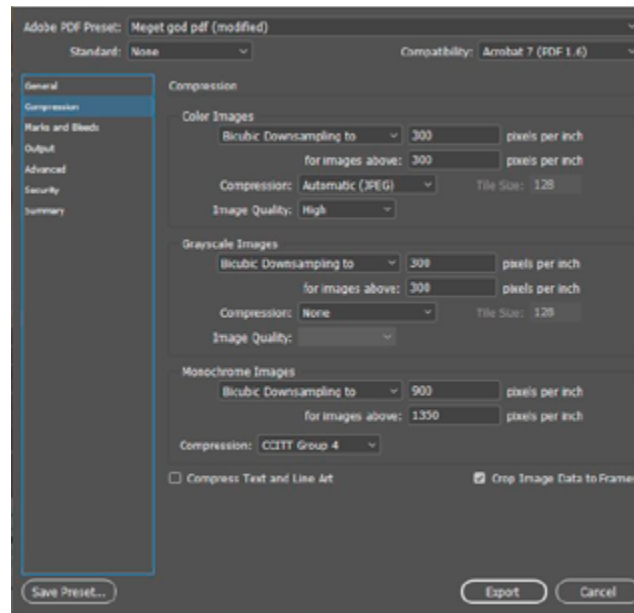 Adobe PDF Preset: Meget god pdf (modified)
Standard: None Compatibility: Acrobat 7 (PDF 1.6)
General
Compression
Marks and Bleeds
Output
Advanced
Security
Summary
Compression
Color Images
Bicubic Downsampling to 300 pixels per inch
for images above: 300 pixels per inch
Compression: Automatic (JPEG) Tile Size: 128
Image Quality: High
Grayscale Images
Bicubic Downsampling to 300 pixels per inch
for images above: 300 pixels per inch
Compression: None Tile Size: 128
Image Quality:
Monochrome Images
Bicubic Downsampling to 900 pixels per inch
for images above: 1350 pixels per inch
Compression: CCITT Group 4
Compress Text and Line Art Crop Image Data to Frame
Save Preset... Export Cancel